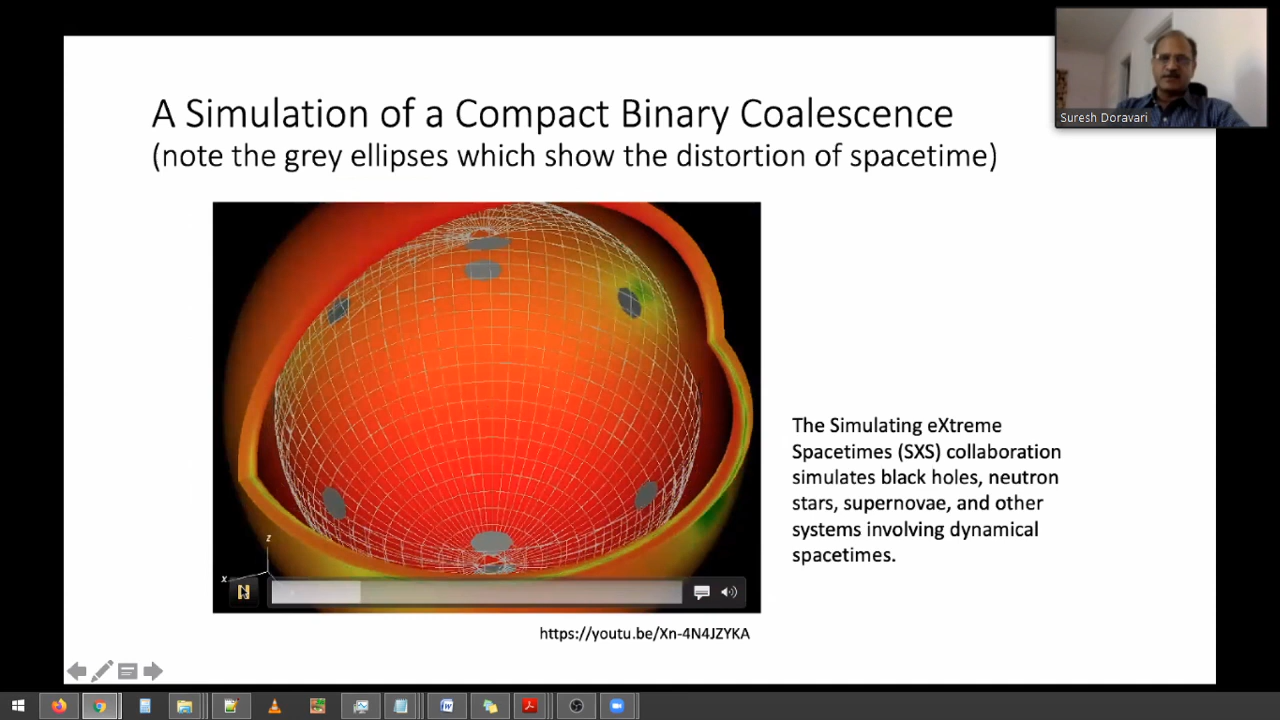 A Simulation of a Compact Binary Coalescence
(note the grey ellipses which show the distortion of spacetime)
Suresh Doravari
The Simulating eXtreme
Spacetimes (SXS) collaboration
simulates black holes, neutron
stars, supernovae, and other
systems involving dynamical
spacetimes.
z
x
https://youtu.be/Xn-4N4JZYKA